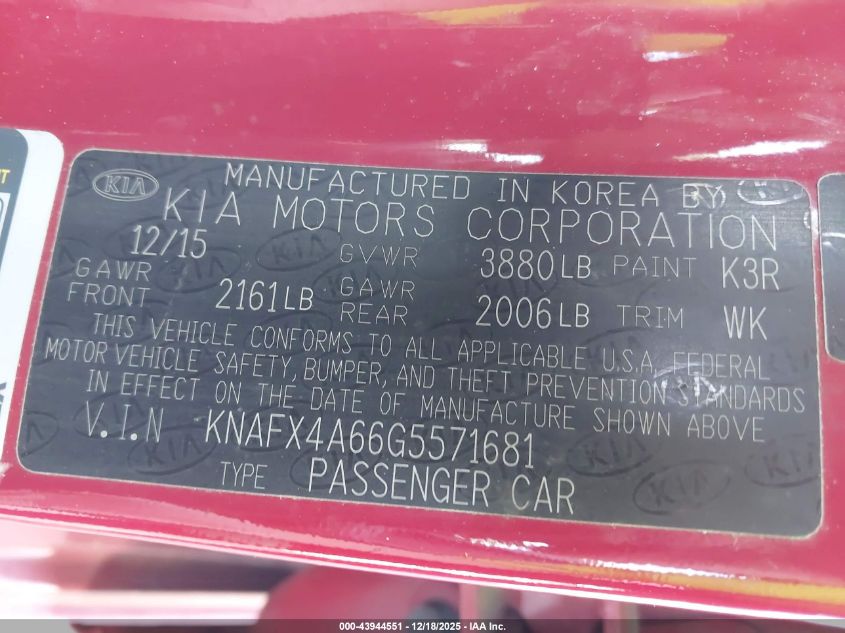 KIA MANUFACTURED IN KOREA BY
KIA MOTORS CORPORATION
12/15 GVWR 3880LB PAINT K3R
GAWR FRONT 2161LB GAWR REAR 2006LB TRIM WK
THIS VEHICLE CONFORMS TO ALL APPLICABLE U.S.A. FEDERAL
MOTOR VEHICLE SAFETY, BUMPER, AND THEFT PREVENTION STANDARDS
IN EFFECT ON THE DATE OF MANUFACTURE SHOWN ABOVE
V.I.N KNAFX4A66G5571681
TYPE PASSENGER CAR
000-43944551 - 12/18/2025 - IAA Inc.